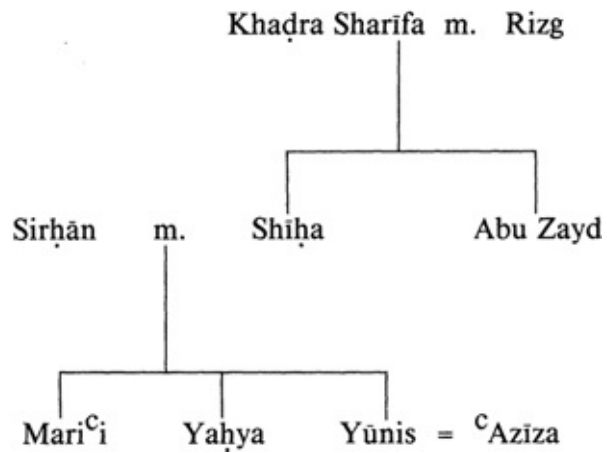 Khaḍra Sharīfa m. Rizg
Sirḥān m. Shīḥa Abu Zayd
Mariᶜi Yaḥya Yūnis = ᶜAzīza